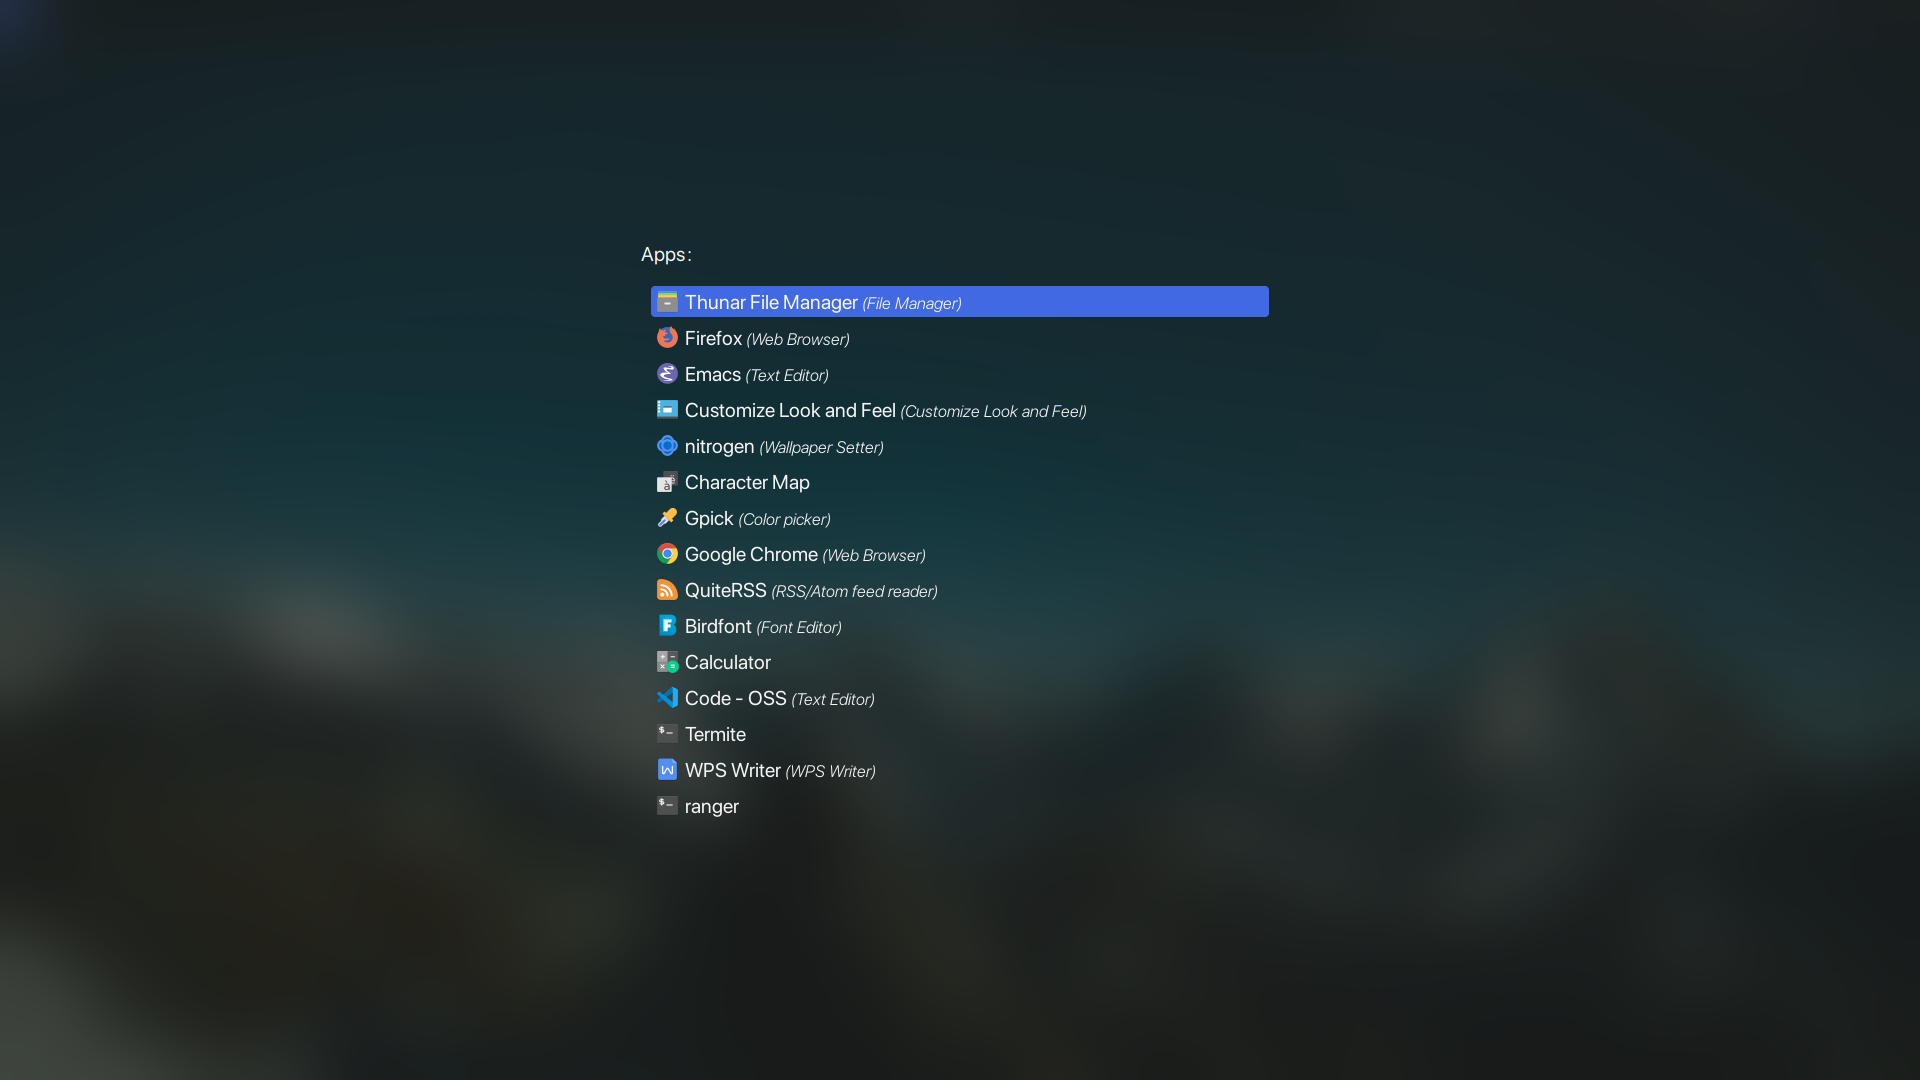 Apps:
Thunar File Manager (File Manager)
Firefox (Web Browser)
Emacs (Text Editor)
Customize Look and Feel (Customize Look and Feel)
nitrogen (Wallpaper Setter)
Character Map
Gpick (Color picker)
Google Chrome (Web Browser)
QuiteRSS (RSS/Atom feed reader)
Birdfont (Font Editor)
Calculator
Code - OSS (Text Editor)
Termite
WPS Writer (WPS Writer)
ranger